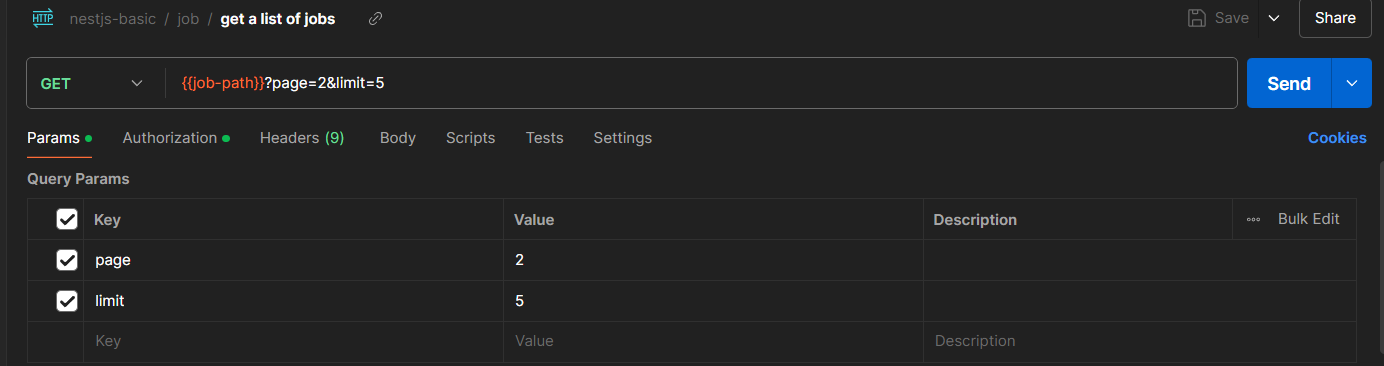 HTTP nestjs-basic / job / get a list of jobs Save Share
GET {{job-path}}?page=2&limit=5 Send
Params Authorization Headers (9) Body Scripts Tests Settings Cookies
Query Params
Key Value Description Bulk Edit
page 2
limit 5
Key Value Description